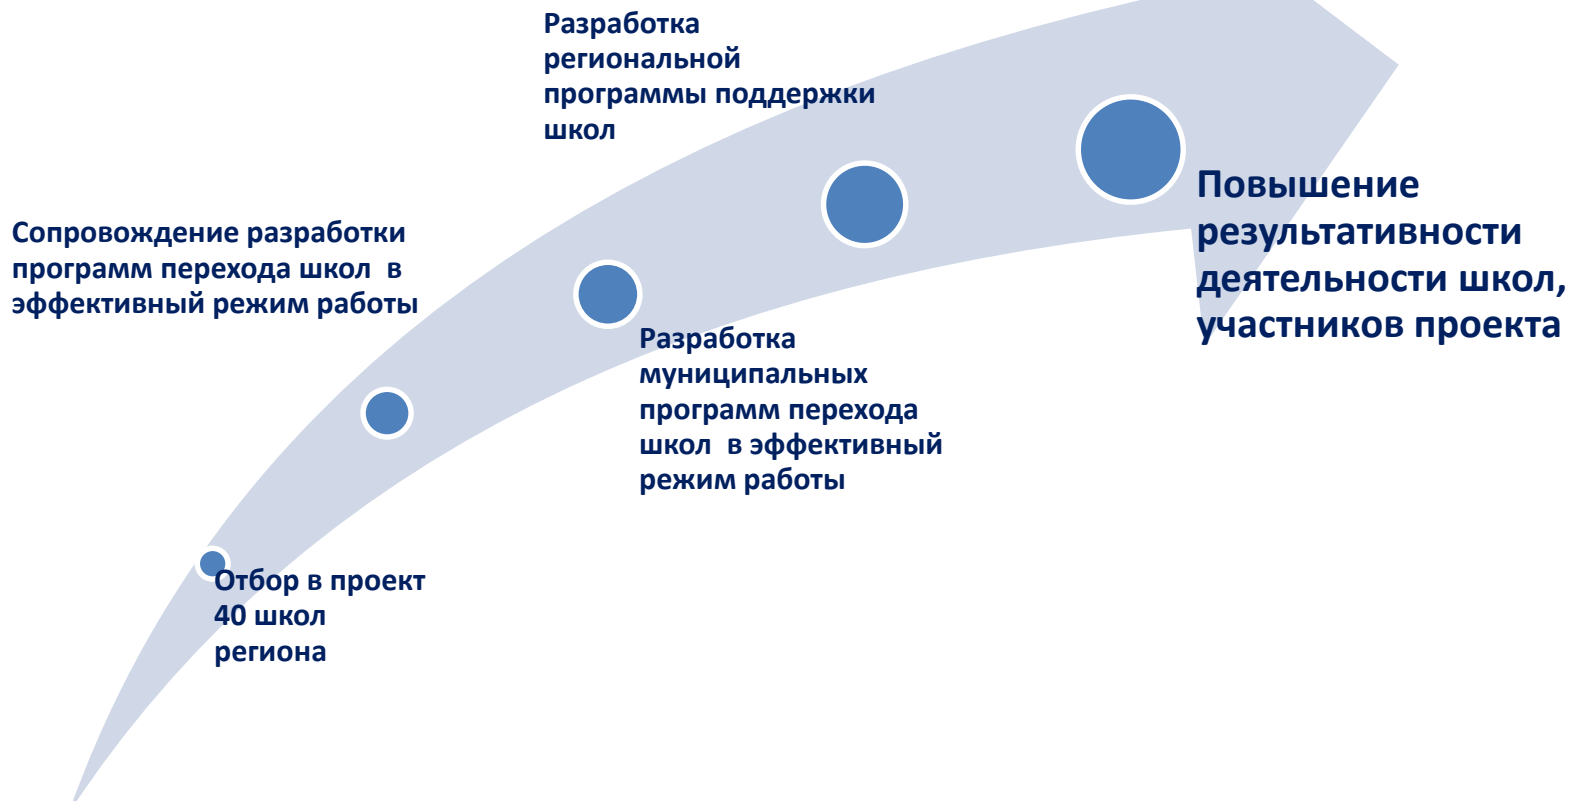 Разработка
региональной
программы поддержки
школ
Повышение
результативности
деятельности школ,
участников проекта
Сопровождение разработки
программ перехода школ  в
эффективный режим работы
Разработка
муниципальных
программ перехода
школ  в эффективный
режим работы
Отбор в проект
40 школ
региона